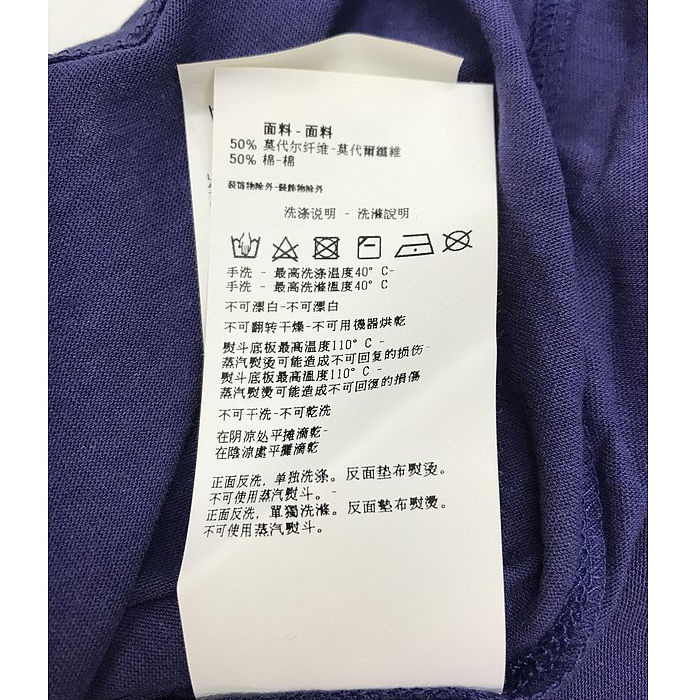 面料 - 面料
50% 莫代尔纤维-莫代爾纖維
50% 棉-棉
装饰物除外-裝飾物除外
洗涤说明 - 洗滌說明
手洗 - 最高洗涤温度40° C-
手洗 - 最高洗滌溫度40° C
不可漂白-不可漂白
不可翻转干燥-不可用機器烘乾
熨斗底板最高温度110° C -
蒸汽熨烫可能造成不可回复的损伤-
熨斗底板最高溫度110° C -
蒸汽熨燙可能造成不可回復的損傷
不可干洗-不可乾洗
在阴凉处平摊滴乾-
在陰涼處平攤滴乾
正面反洗, 单独洗涤。反面垫布熨烫。
不可使用蒸汽熨斗。-
正面反洗, 單獨洗滌。反面墊布熨燙。
不可使用蒸汽熨斗。